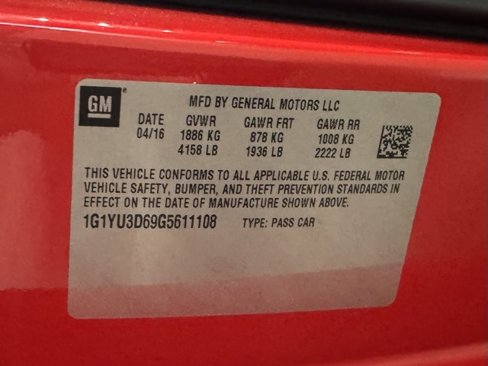 GM
MFD BY GENERAL MOTORS LLC
DATE GVWR GAWR FRT GAWR RR
04/16 1886 KG 878 KG 1008 KG
4158 LB 1936 LB 2222 LB
THIS VEHICLE CONFORMS TO ALL APPLICABLE U.S. FEDERAL MOTOR
VEHICLE SAFETY, BUMPER, AND THEFT PREVENTION STANDARDS IN
EFFECT ON THE DATE OF MANUFACTURE SHOWN ABOVE.
1G1YU3D69G5611108 TYPE: PASS CAR